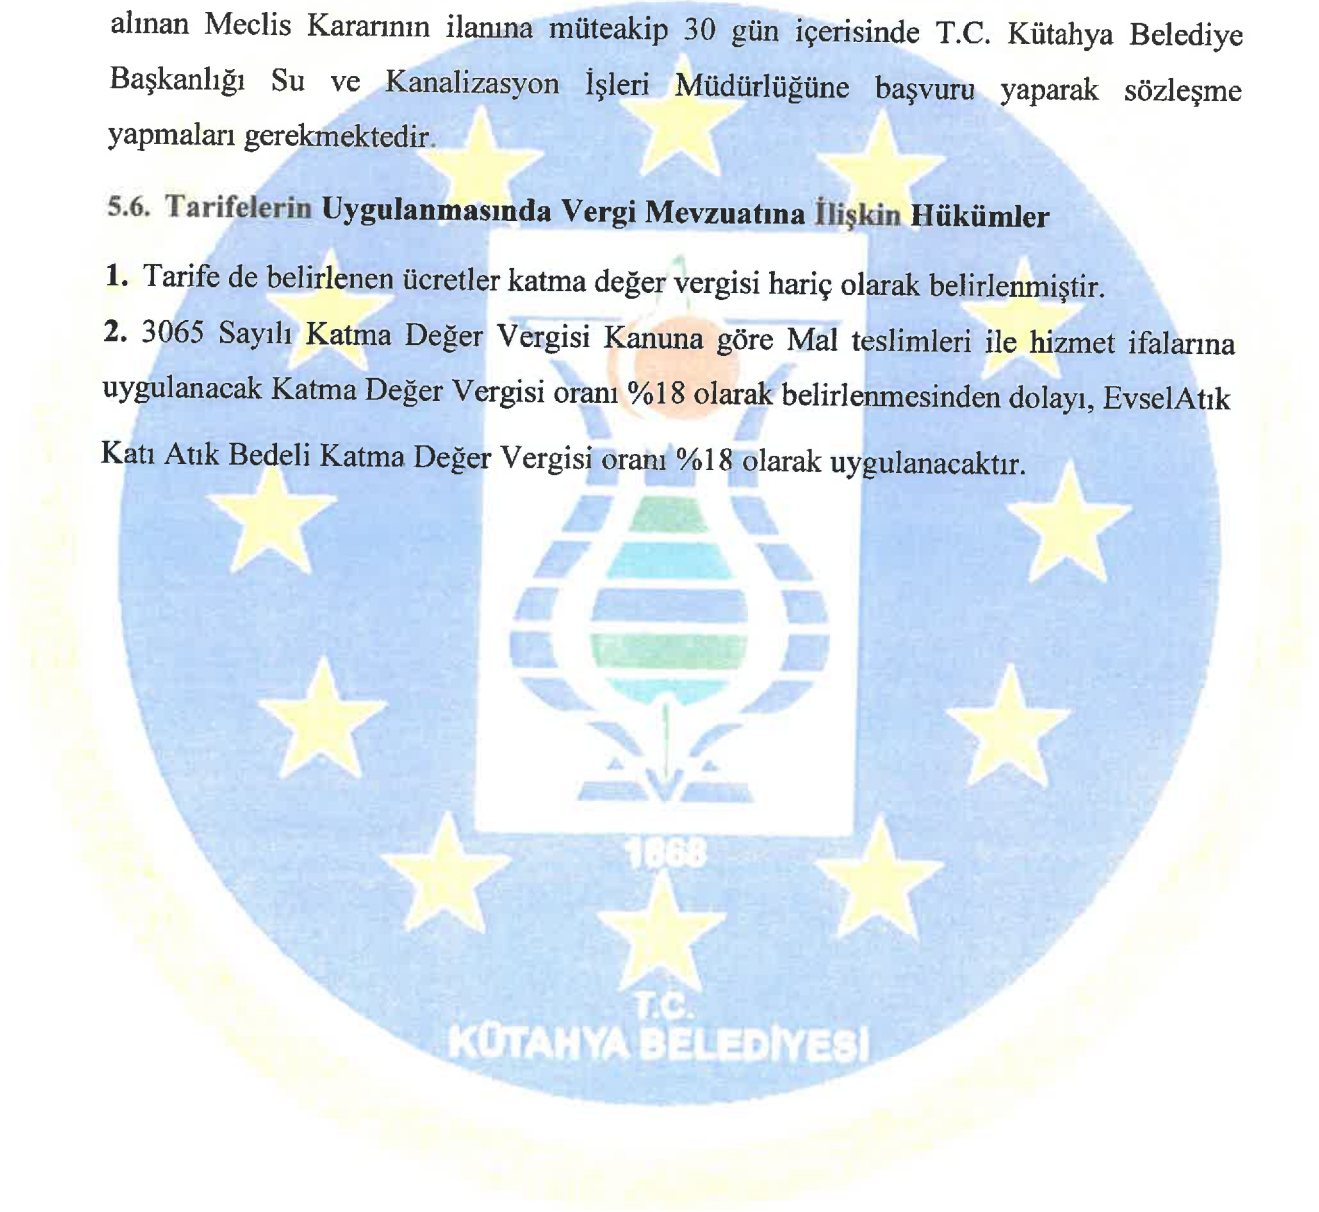 alınan Meclis Kararının ilanına müteakip 30 gün içerisinde T.C. Kütahya Belediye
Başkanlığı Su ve Kanalizasyon İşleri Müdürlüğüne başvuru yaparak sözleşme
yapmaları gerekmektedir.
5.6. Tarifelerin Uygulanmasında Vergi Mevzuatına İlişkin Hükümler
1. Tarife de belirlenen ücretler katma değer vergisi hariç olarak belirlenmiştir.
2. 3065 Sayılı Katma Değer Vergisi Kanuna göre Mal teslimleri ile hizmet ifalarına
uygulanacak Katma Değer Vergisi oranı %18 olarak belirlenmesinden dolayı, EvselAtık
Katı Atık Bedeli Katma Değer Vergisi oranı %18 olarak uygulanacaktır.
1868
T.C.
KÜTAHYA BELEDİYESİ